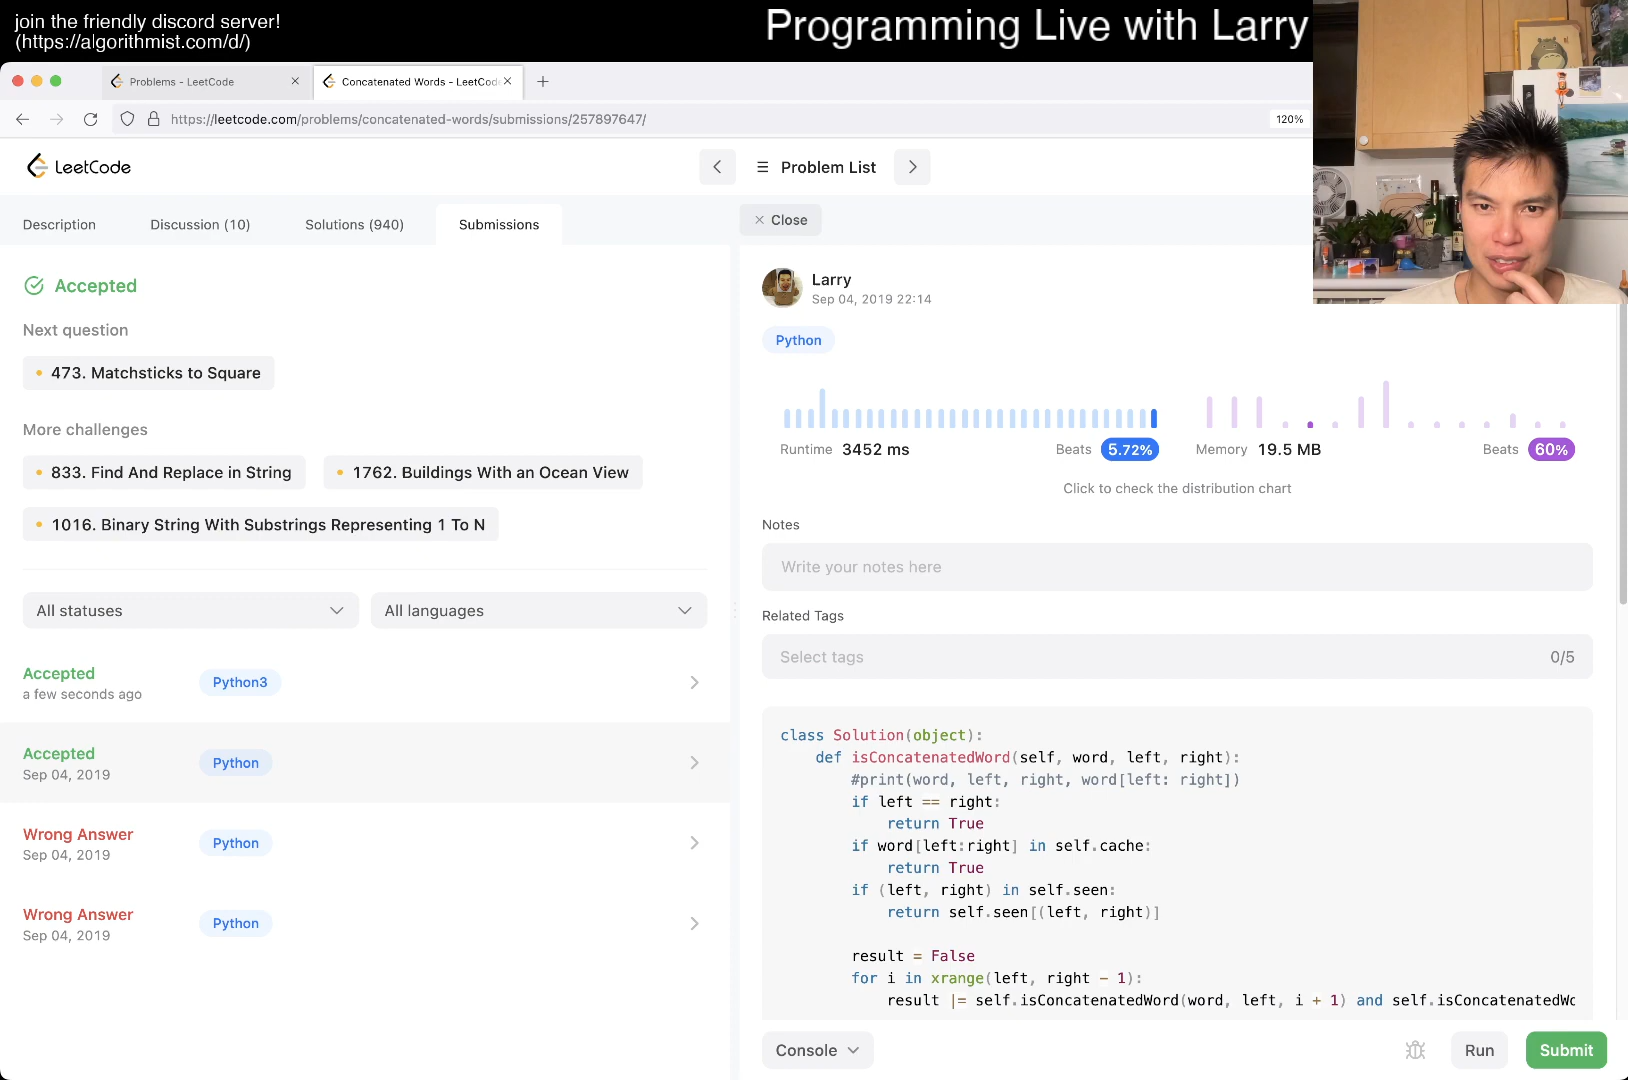 join the friendly discord server!
(https://algorithmist.com/d/)
Programming Live with Larry
Problems - LeetCode
Concatenated Words - LeetCode
https://leetcode.com/problems/concatenated-words/submissions/257897647/
120%
LeetCode
Problem List
Description
Discussion (10)
Solutions (940)
Submissions
Close
Accepted
Next question
473. Matchsticks to Square
More challenges
833. Find And Replace in String
1762. Buildings With an Ocean View
1016. Binary String With Substrings Representing 1 To N
All statuses
All languages
Accepted
a few seconds ago
Python3
Accepted
Sep 04, 2019
Python
Wrong Answer
Sep 04, 2019
Python
Wrong Answer
Sep 04, 2019
Python
Larry
Sep 04, 2019 22:14
Python
Runtime 3452 ms
Beats 5.72%
Memory 19.5 MB
Beats 60%
Click to check the distribution chart
Notes
Write your notes here
Related Tags
Select tags
0/5
class Solution(object):
def isConcatenatedWord(self, word, left, right):
#print(word, left, right, word[left: right])
if left == right:
return True
if word[left:right] in self.cache:
return True
if (left, right) in self.seen:
return self.seen[(left, right)]
result = False
for i in xrange(left, right - 1):
result |= self.isConcatenatedWord(word, left, i + 1) and self.isConcatenatedWo
Console
Run
Submit